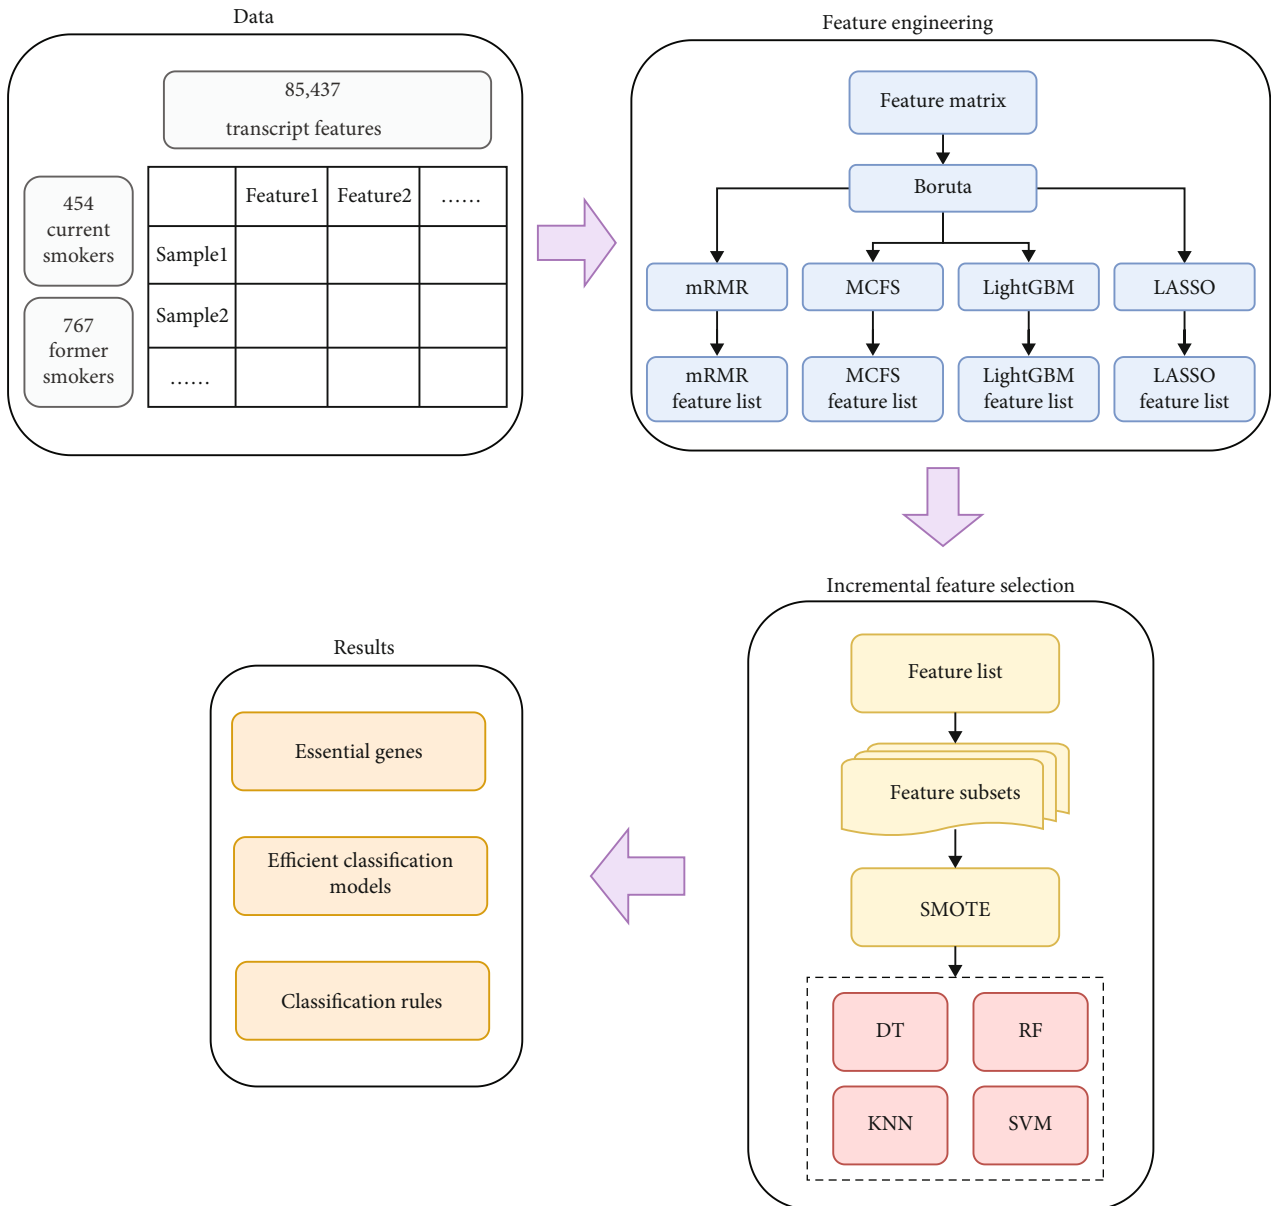 Data
85,437
transcript features
454
current
smokers
767
former
smokers
Feature1 Feature2 ......
Sample1
Sample2
......
Feature engineering
Feature matrix
Boruta
mRMR MCFS LightGBM LASSO
mRMR MCFS LightGBM LASSO
feature list feature list feature list feature list
Incremental feature selection
Feature list
Feature subsets
SMOTE
DT RF
KNN SVM
Results
Essential genes
Efficient classification
models
Classification rules